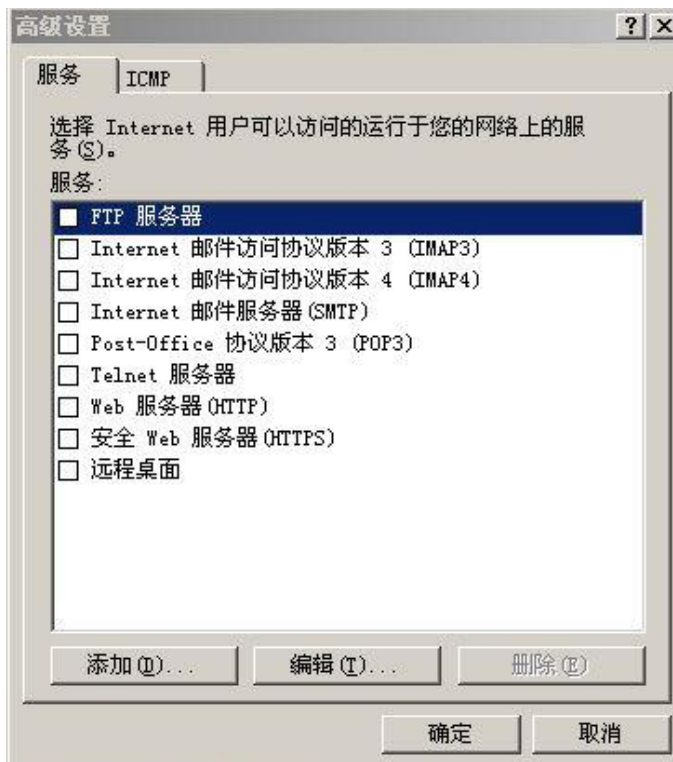 高级设置
服务
ICMP
选择 Internet 用户可以访问的运行于您的网络上的服
务(S)。
服务:
FTP 服务器
Internet 邮件访问协议版本 3 (IMAP3)
Internet 邮件访问协议版本 4 (IMAP4)
Internet 邮件服务器(SMTP)
Post-Office 协议版本 3 (POP3)
Telnet 服务器
Web 服务器(HTTP)
安全 Web 服务器(HTTPS)
远程桌面
添加(D)...
编辑(T)...
删除(E)
确定
取消